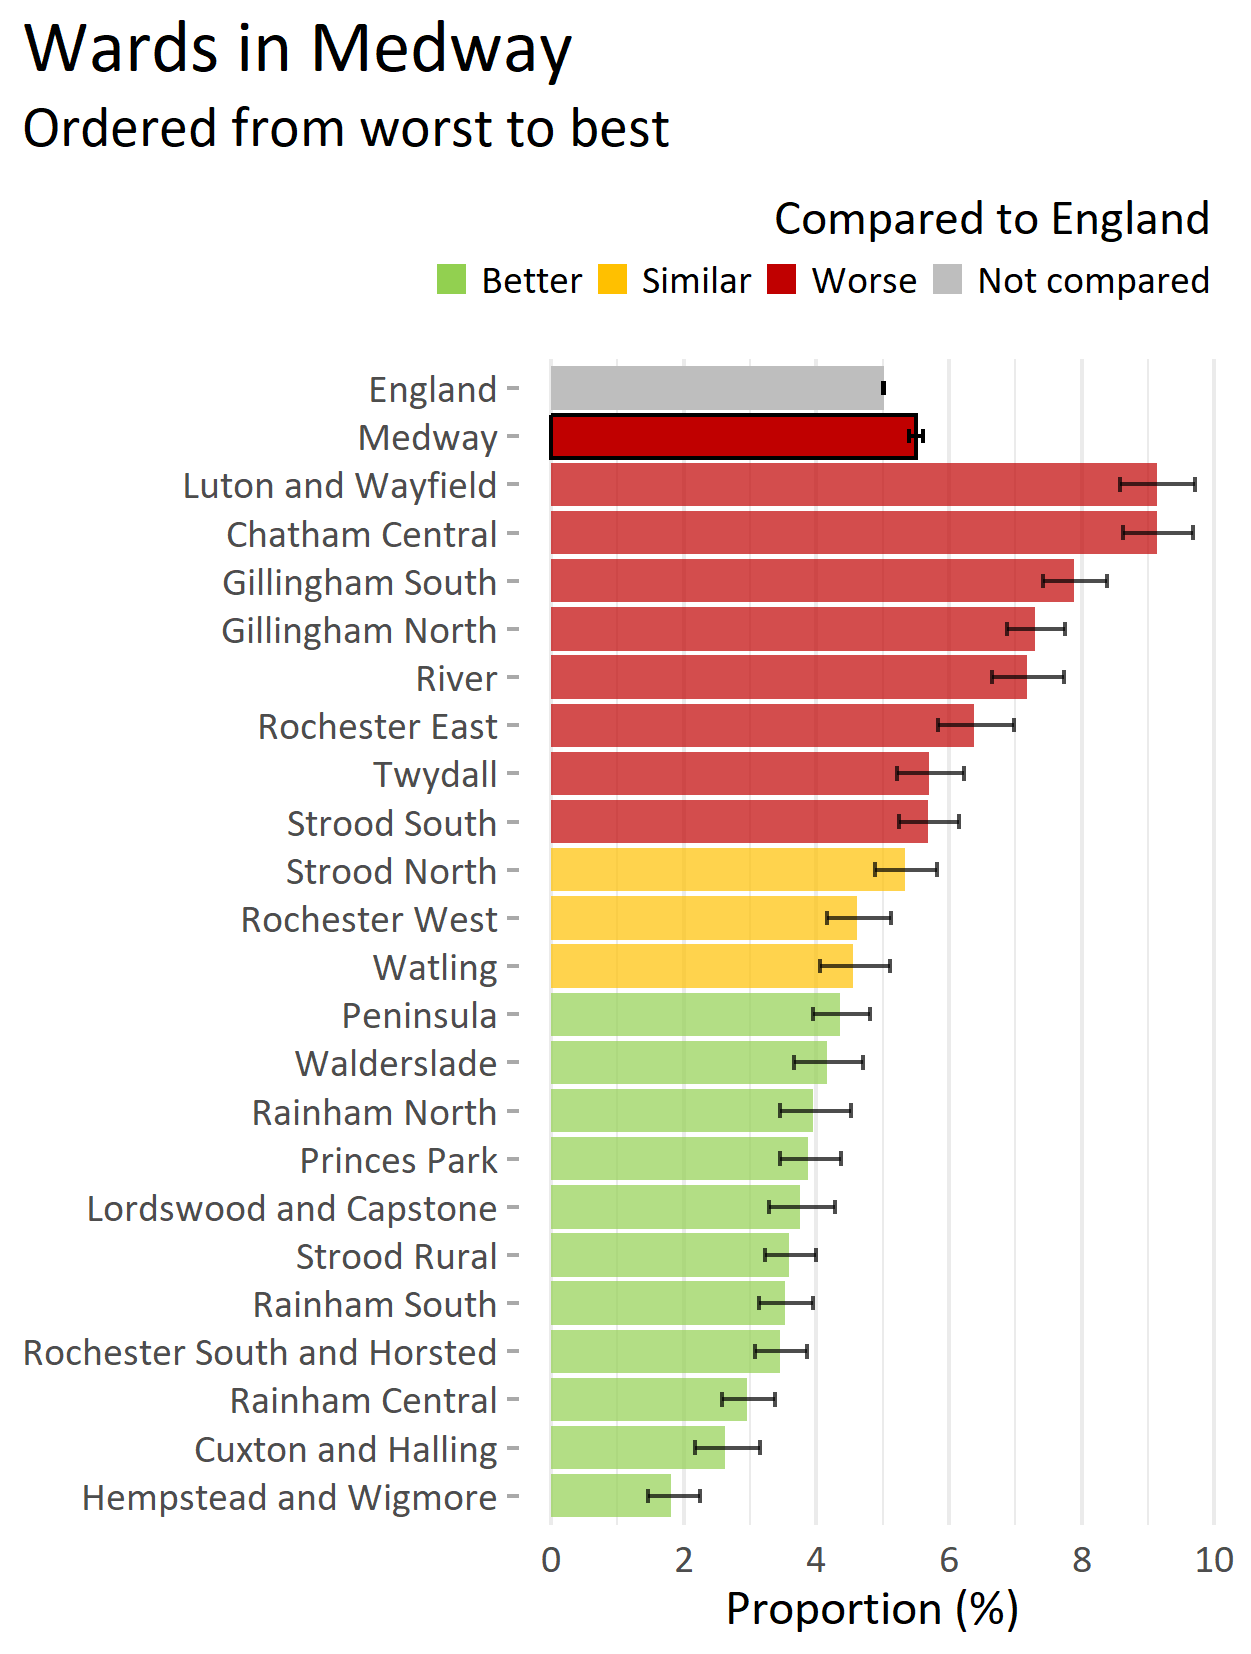 Wards in Medway
Ordered from worst to best
Compared to England
Better Similar Worse Not compared
England
Medway
Luton and Wayfield
Chatham Central
Gillingham South
Gillingham North
River
Rochester East
Twydall
Strood South
Strood North
Rochester West
Watling
Peninsula
Walderslade
Rainham North
Princes Park
Lordswood and Capstone
Strood Rural
Rainham South
Rochester South and Horsted
Rainham Central
Cuxton and Halling
Hempstead and Wigmore
0 2 4 6 8 10
Proportion (%)